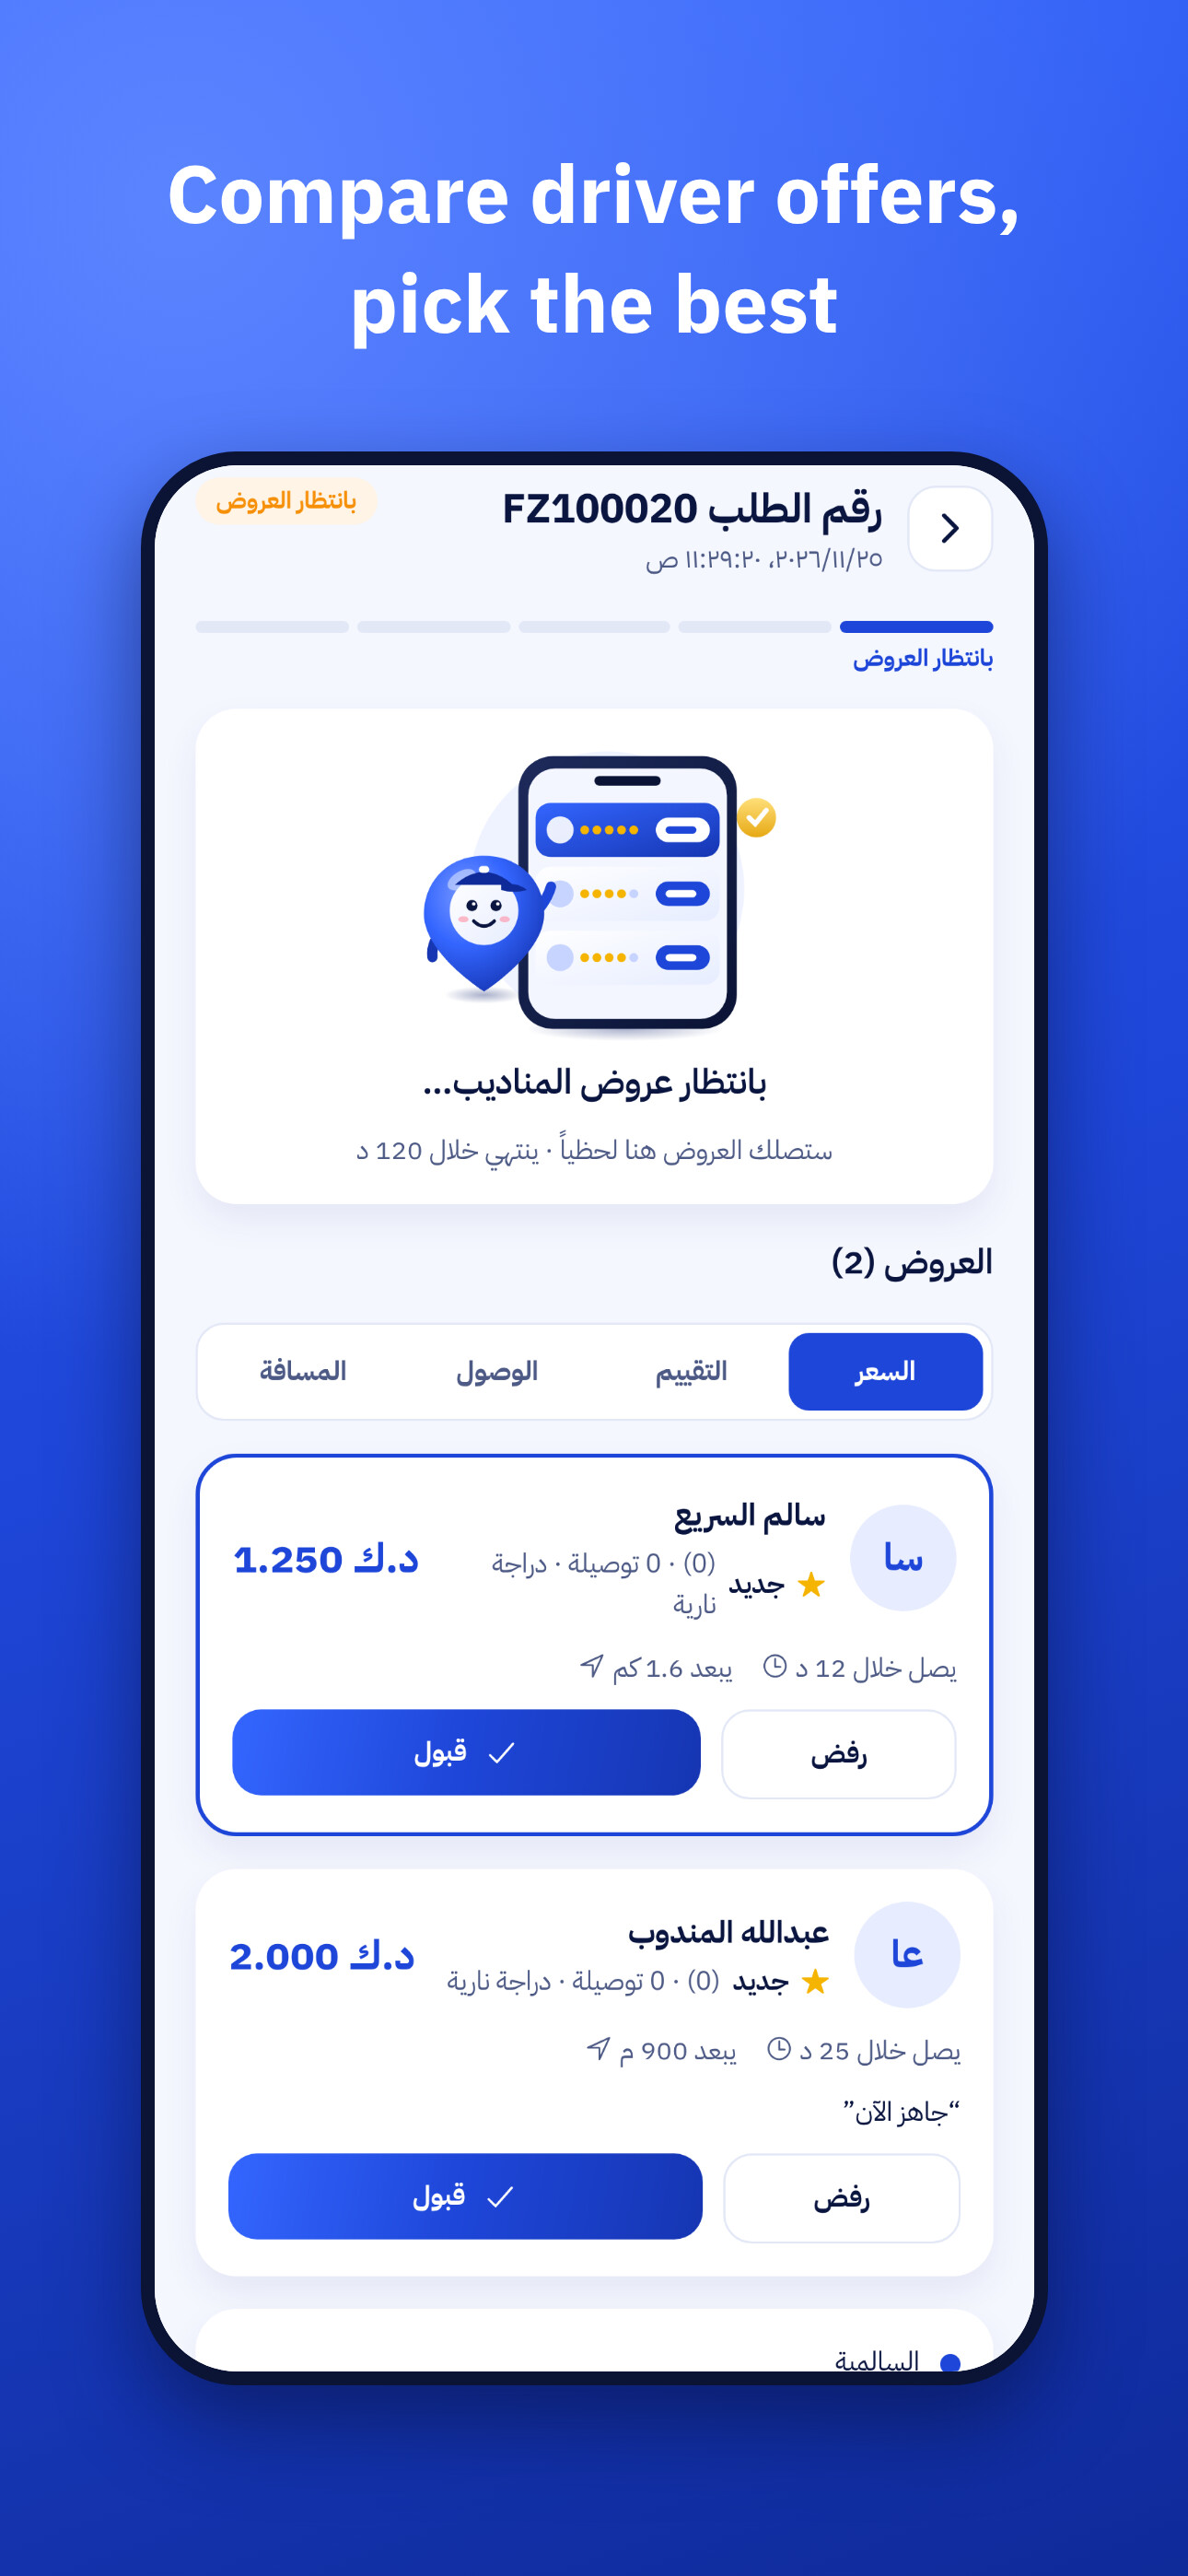 Compare driver offers,
pick the best
رقم الطلب FZ100020
بانتظار العروض
٢٠٢٦/١١/٢٥، ١١:٢٩:٢٠ ص
بانتظار العروض
بانتظار عروض المناديب...
ستصلك العروض هنا لحظياً · ينتهي خلال 120 د
العروض (2)
السعر التقييم الوصول المسافة
سا
سالم السريع
جديد (0) · 0 توصيلة · دراجة
نارية
د.ك 1.250
يصل خلال 12 د يبعد 1.6 كم
رفض قبول
عا
عبدالله المندوب
جديد (0) · 0 توصيلة · دراجة نارية
د.ك 2.000
يصل خلال 25 د يبعد 900 م
“جاهز الآن”
رفض قبول
السالمية